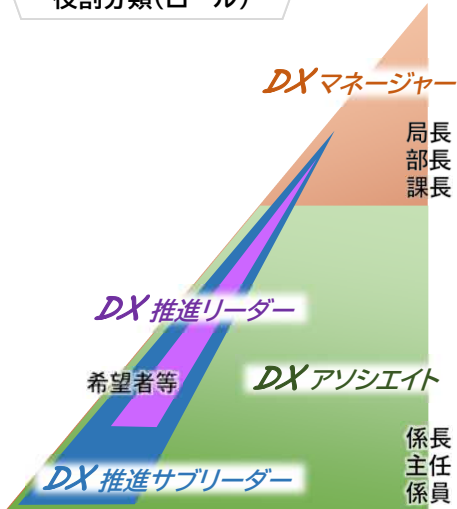 役割分類(ロール)
DXマネージャー
局長
部長
課長
DX推進リーダー
希望者等
DXアソシエイト
係長
主任
係員
DX推進サブリーダー